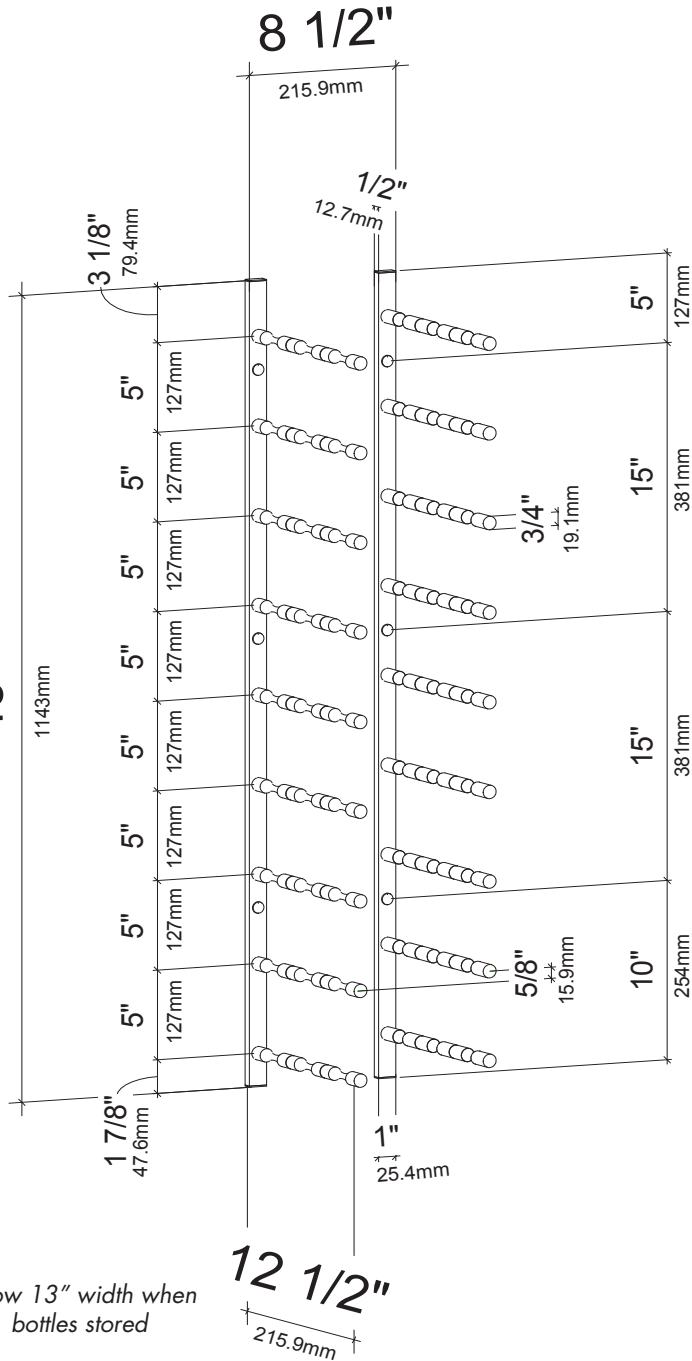 8 1/2"
215.9mm
1/2"
12.7mm
3 1/8"
79.4mm
5"
127mm
5"
127mm
5"
127mm
5"
127mm
5"
127mm
5"
127mm
5"
127mm
5"
127mm
1 7/8"
47.6mm
1143mm
5"
127mm
15"
381mm
3/4"
19.1mm
15"
381mm
5/8"
15.9mm
10"
254mm
1"
25.4mm
12 1/2"
215.9mm
13” width when
bottles stored